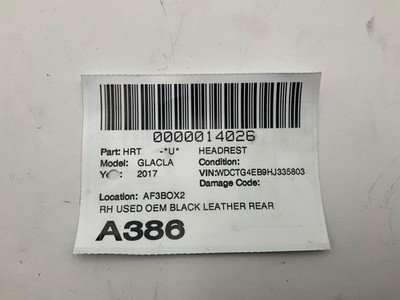 0000014026
Part: HRT -*U* HEADREST
Model: GLACLA Condition:
2017 VIN:WDCTG4EB9HJ335803
Damage Code:
Location: AF3BOX2
RH USED OEM BLACK LEATHER REAR
A386